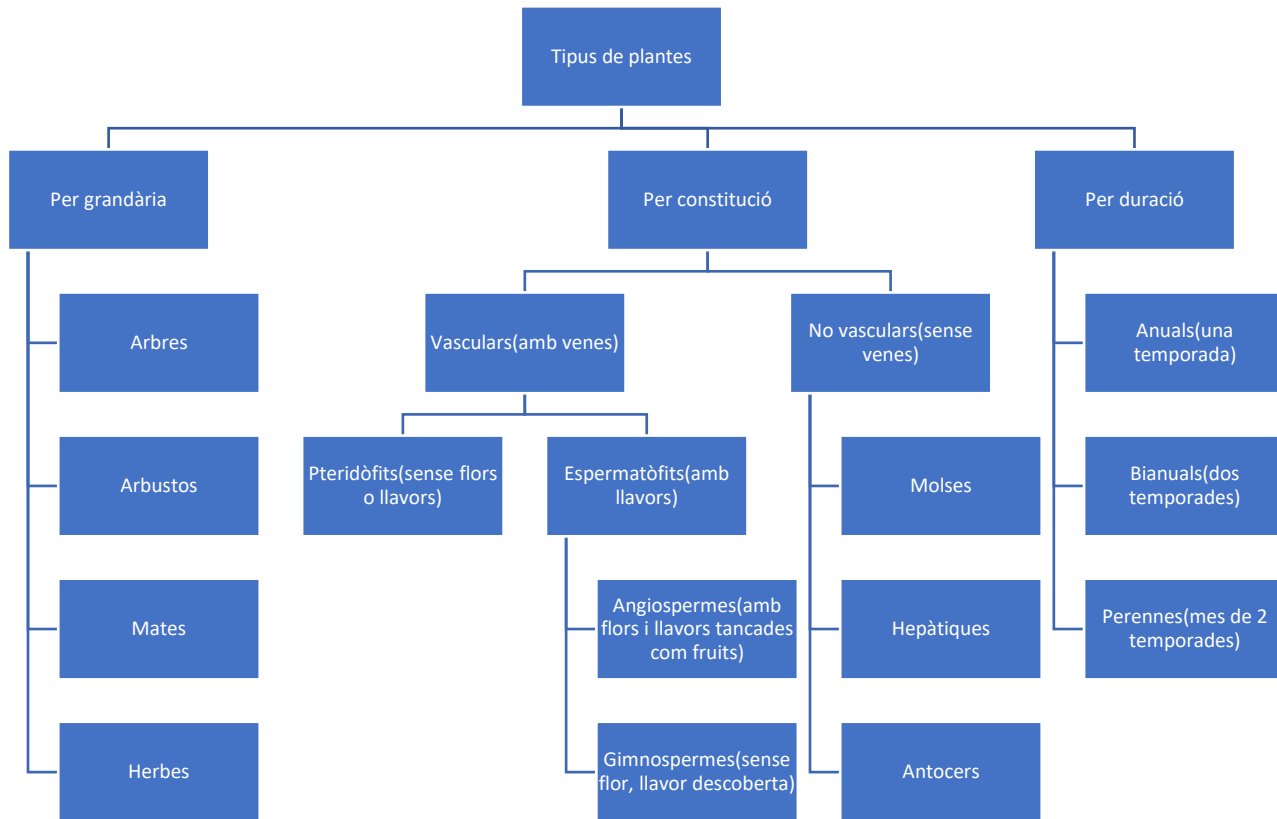 Tipus de plantes
Per grandària
Per constitució
Per duració
Arbres
Vasculars(amb venes)
No vasculars(sense
venes)
Anuals(una
temporada)
Arbustos
Pteridòfits(sense flors
o llavors)
Espermatòfits(amb
llavors)
Molses
Bianuals(dos
temporades)
Mates
Angiospermes(amb
flors i llavors tancades
com fruits)
Hepàtiques
Perennes(mes de 2
temporades)
Herbes
Gimnospermes(sense
flor, llavor descoberta)
Antocers